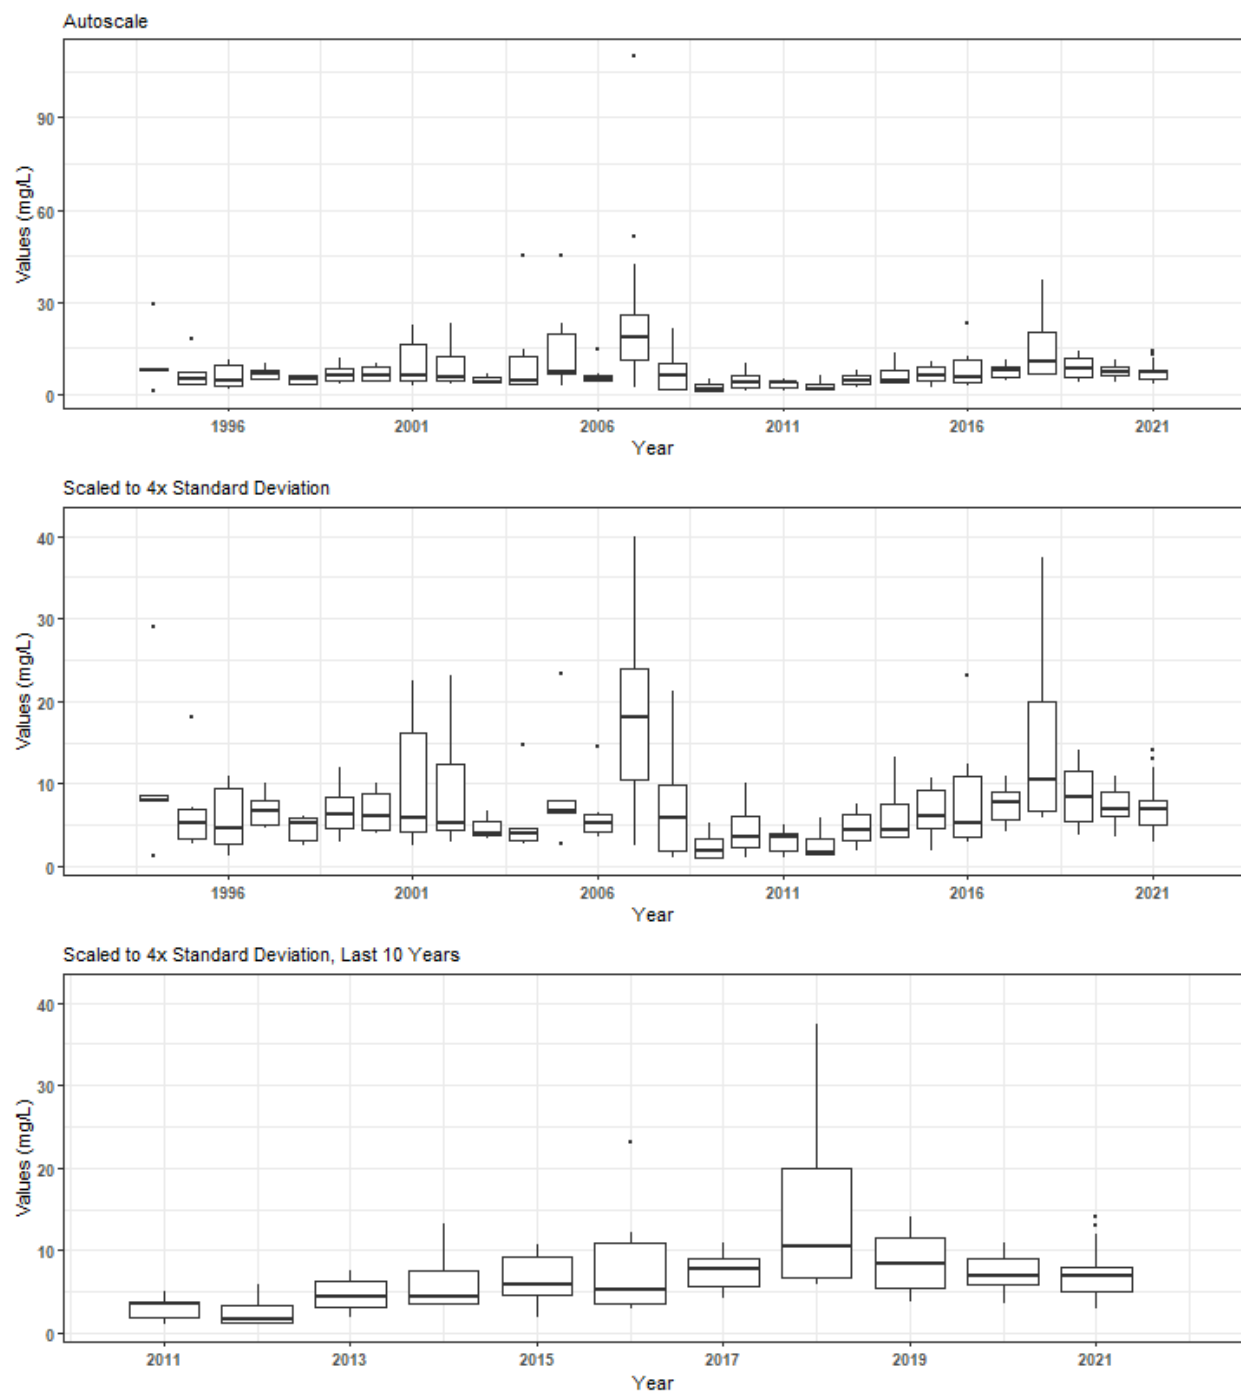 Autoscale
90
60
30
0
Values (mg/L)
1996 2001 2006 2011 2016 2021
Year
Scaled to 4x Standard Deviation
40
30
20
10
0
Values (mg/L)
1996 2001 2006 2011 2016 2021
Year
Scaled to 4x Standard Deviation, Last 10 Years
40
30
20
10
0
Values (mg/L)
2011 2013 2015 2017 2019 2021
Year